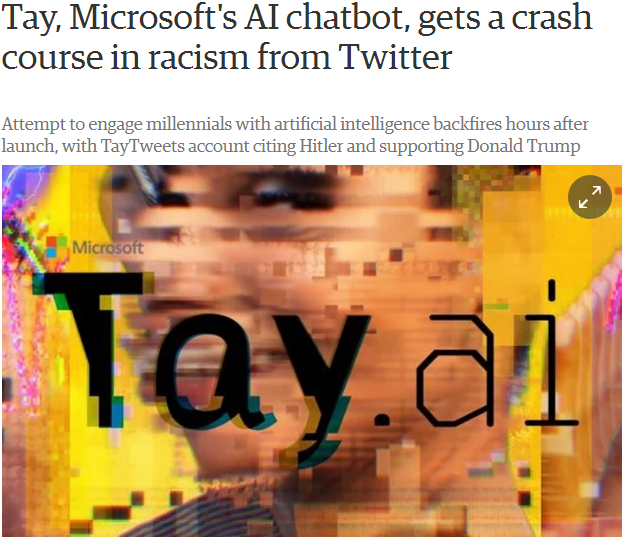 Tay, Microsoft's AI chatbot, gets a crash
course in racism from Twitter
Attempt to engage millennials with artificial intelligence backfires hours after
launch, with TayTweets account citing Hitler and supporting Donald Trump
Microsoft
Tay.ai